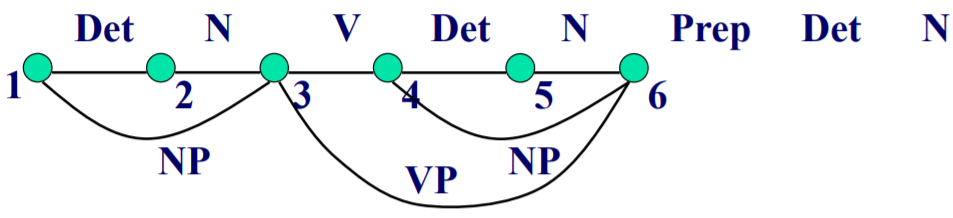 Det N V Det N Prep Det N
1 2 3 4 5 6
NP VP NP